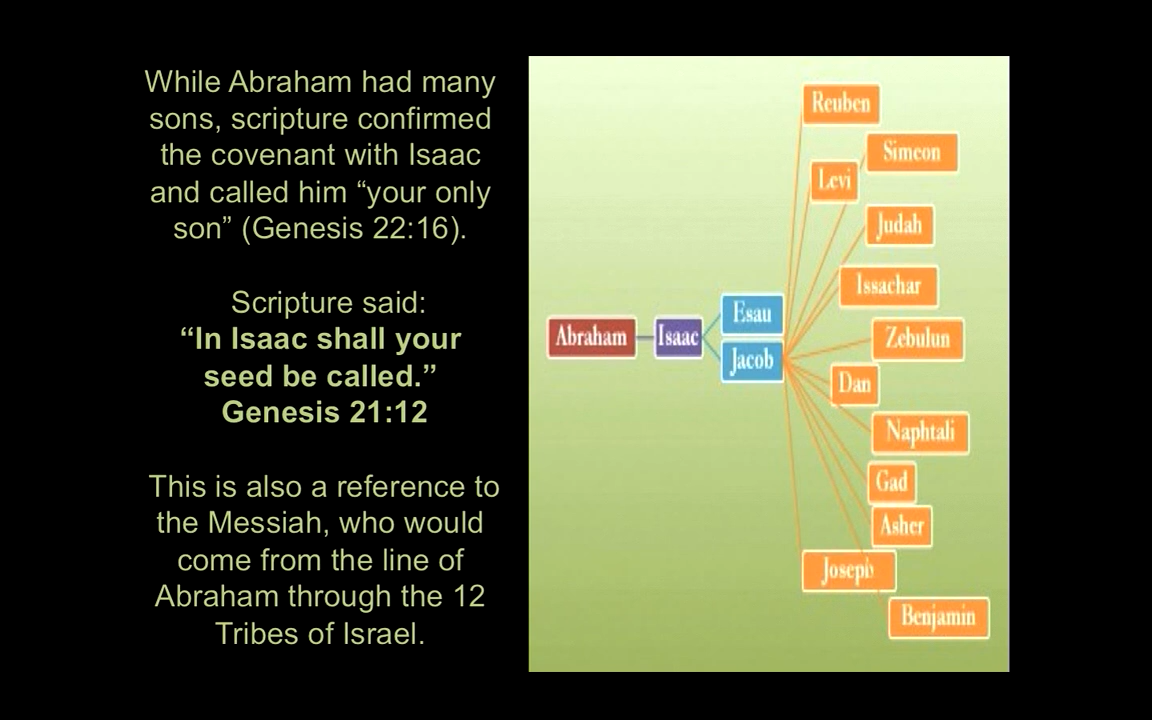 While Abraham had many
sons, scripture confirmed
the covenant with Isaac
and called him “your only
son” (Genesis 22:16).
Scripture said:
“In Isaac shall your
seed be called.”
Genesis 21:12
This is also a reference to
the Messiah, who would
come from the line of
Abraham through the 12
Tribes of Israel.
Abraham
Isaac
Esau
Jacob
Reuben
Simeon
Levi
Judah
Issachar
Zebulun
Dan
Naphtali
Gad
Asher
Joseph
Benjamin